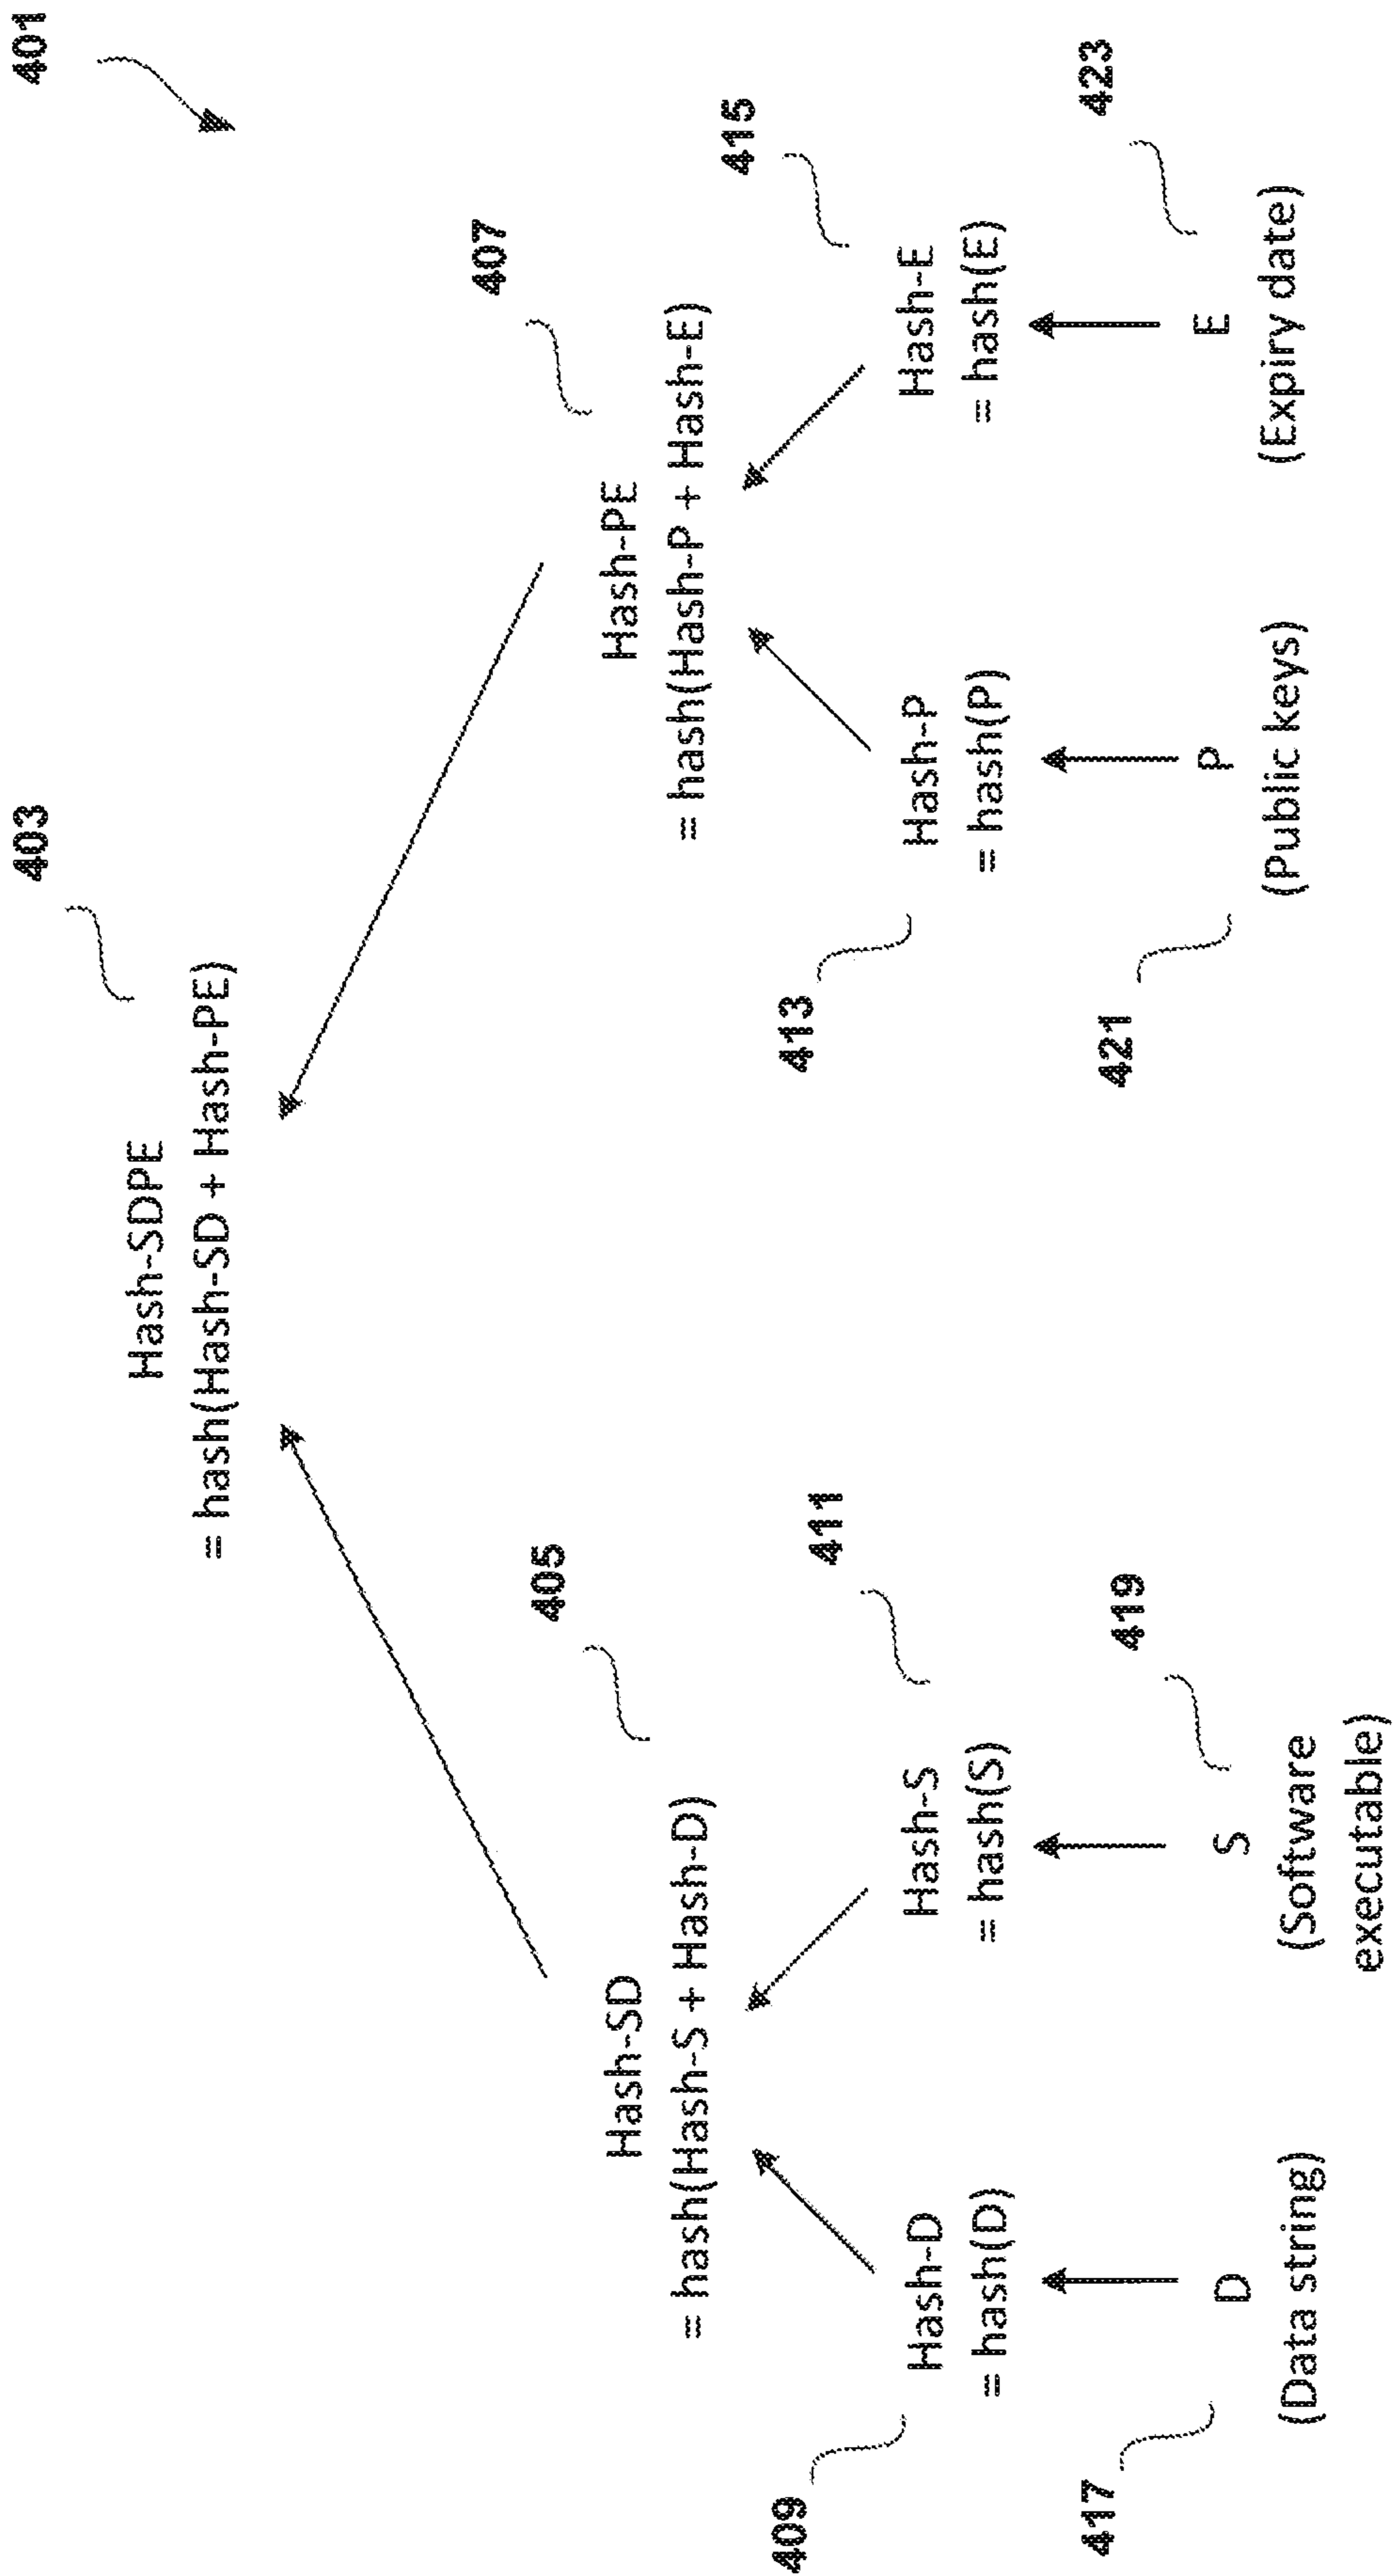 401
403
Hash-SDPE
= hash(Hash-SD + Hash-PE)
405
407
Hash-SD
= hash(Hash-S + Hash-D)
Hash-PE
= hash(Hash-P + Hash-E)
409
411
413
415
Hash-D
= hash(D)
Hash-S
= hash(S)
Hash-P
= hash(P)
Hash-E
= hash(E)
417
419
421
423
D
(Data string)
S
(Software
executable)
P
(Public keys)
E
(Expiry date)